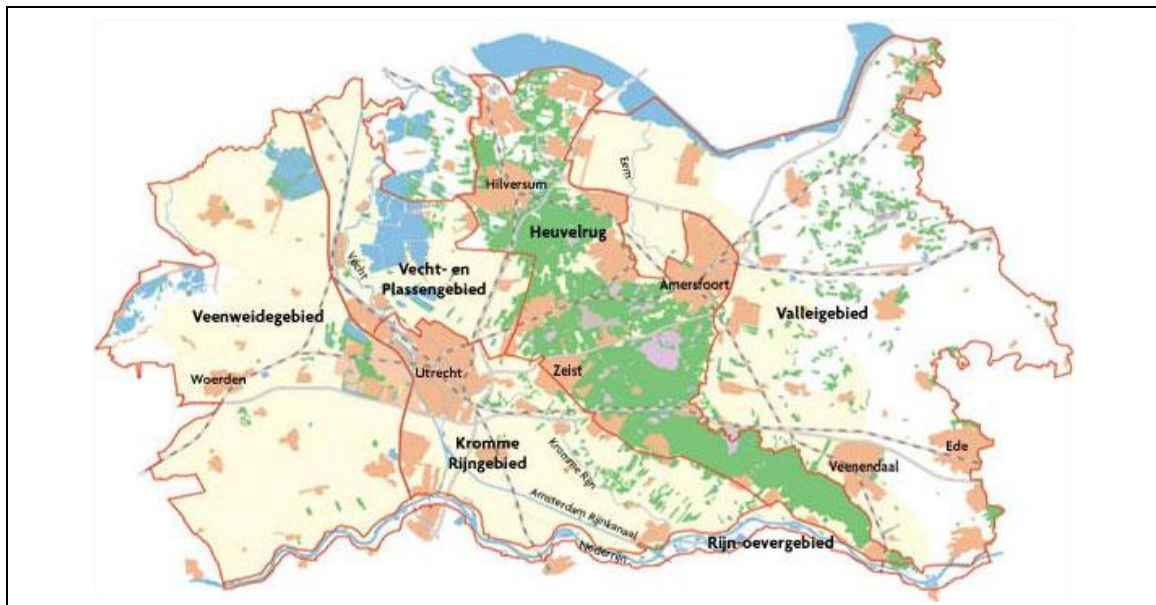 Eem
Hilversum
Heuvelrug
Vecht
Vecht- en
Plassengebied
Amersfoort
Veenweidegebied
Valleigebied
Woerden
Utrecht
Zeist
Kromme
Rijngebied
Kromme Rijn
Veenendaal
Ede
Amsterdam Rijnkanaal
Nederrijn
Rijn-oevergebied